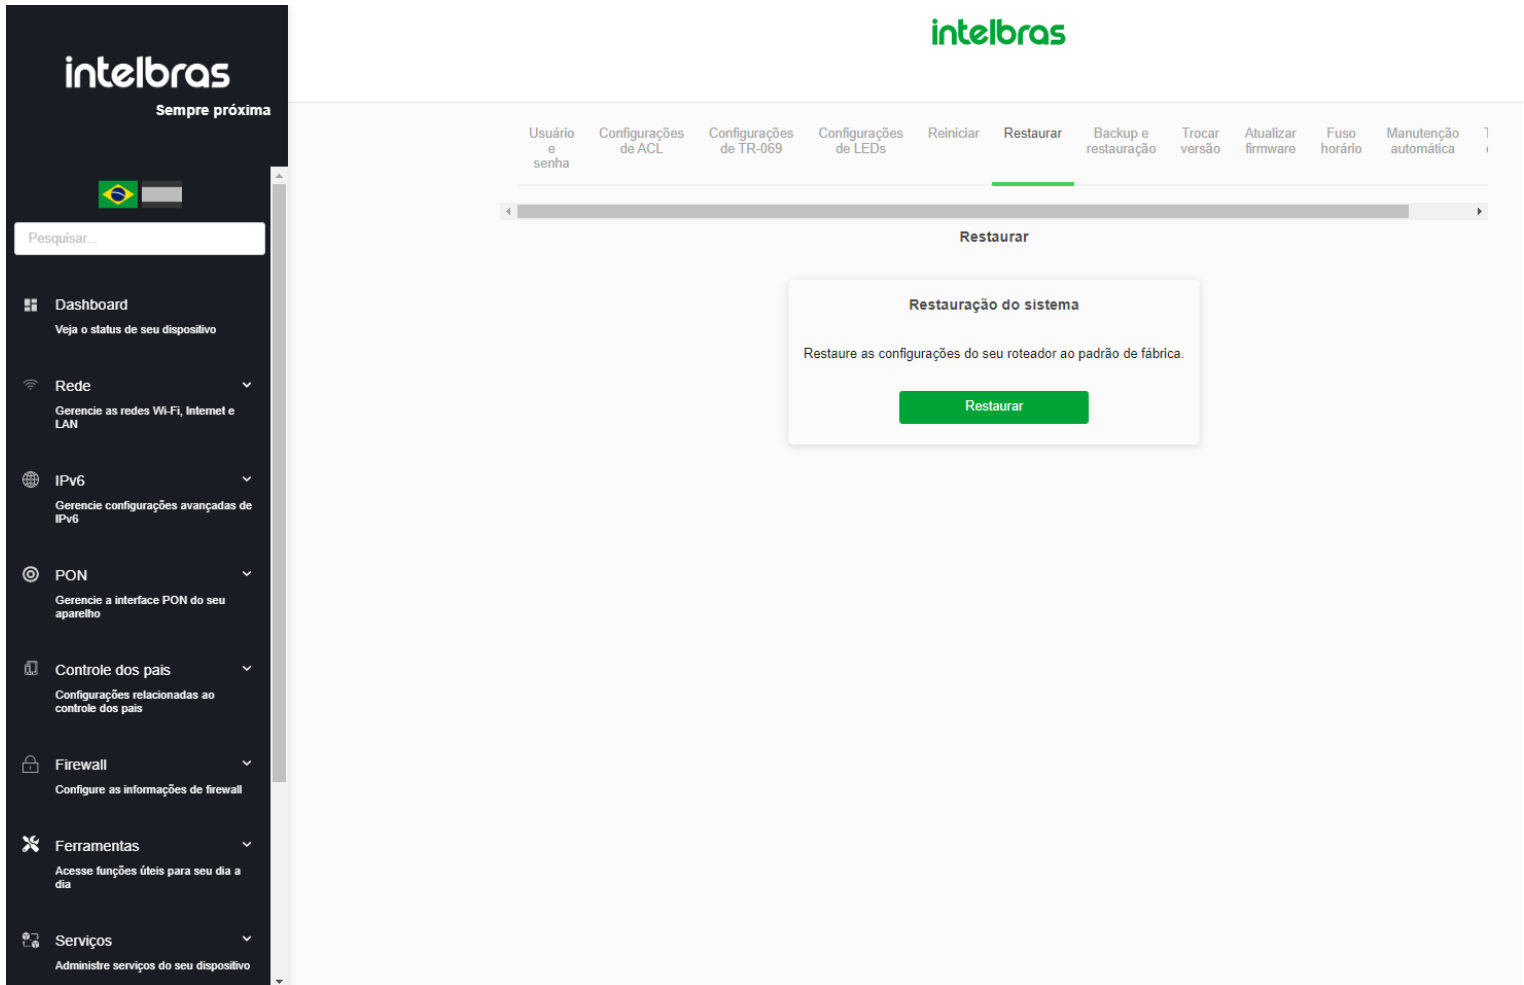 intelbras
Sempre próxima
Pesquisar...
Dashboard
Veja o status de seu dispositivo
Rede
Gerencie as redes Wi-Fi, Internet e
LAN
IPv6
Gerencie configurações avançadas de
IPv6
PON
Gerencie a interface PON do seu
aparelho
Controle dos pais
Configurações relacionadas ao
controle dos pais
Firewall
Configure as informações de firewall
Ferramentas
Acesse funções úteis para seu dia a
dia
Serviços
Administre serviços do seu dispositivo
intelbras
Usuário
e
senha
Configurações
de ACL
Configurações
de TR-069
Configurações
de LEDs
Reiniciar
Restaurar
Backup e
restauração
Trocar
versão
Atualizar
firmware
Fuso
horário
Manutenção
automática
Restaurar
Restauração do sistema
Restaure as configurações do seu roteador ao padrão de fábrica.
Restaurar